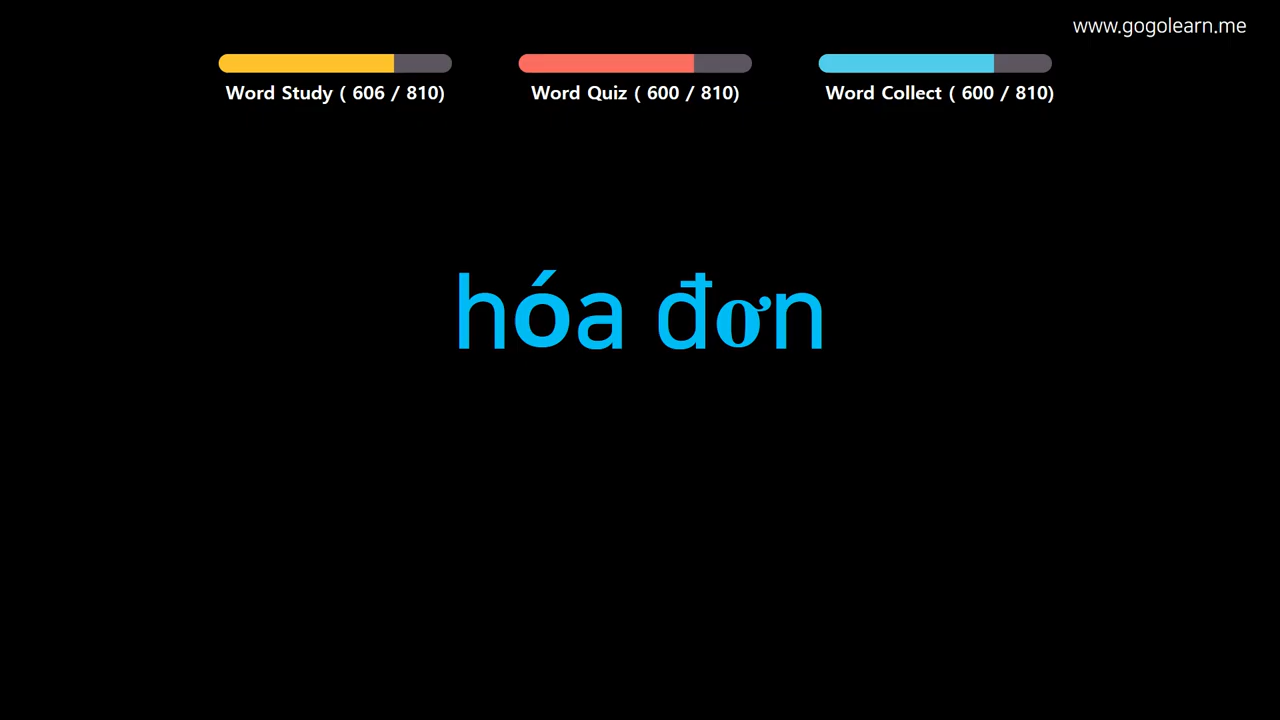 www.gogolearn.me
Word Study ( 606 / 810)
Word Quiz ( 600 / 810)
Word Collect ( 600 / 810)
hóa đơn